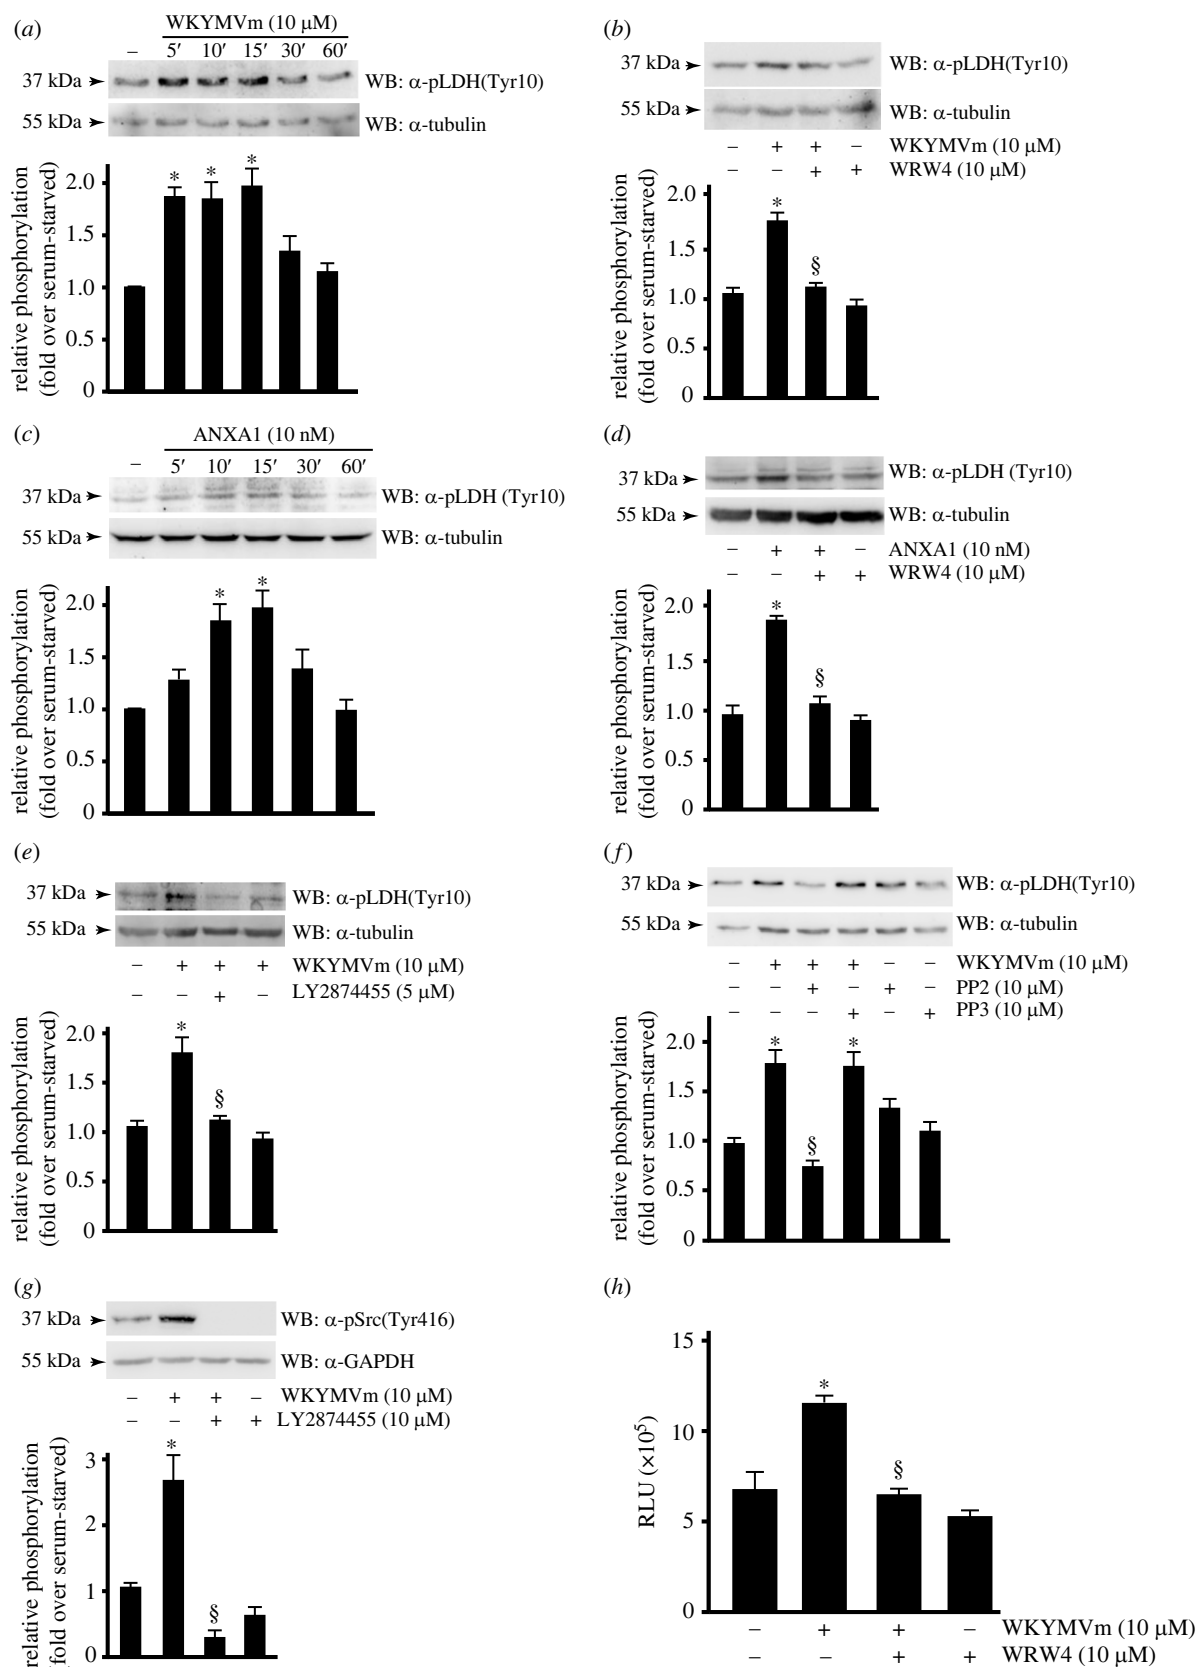 (a)
WKYMVm (10 μM)
– 5′ 10′ 15′ 30′ 60′
37 kDa WB: α-pLDH(Tyr10)
55 kDa WB: α-tubulin
relative phosphorylation
(fold over serum-starved)
2.0
1.5
1.0
0.5
0
* * *
(b)
37 kDa WB: α-pLDH(Tyr10)
55 kDa WB: α-tubulin
– + + – WKYMVm (10 μM)
– – + + WRW4 (10 μM)
relative phosphorylation
(fold over serum-starved)
2.0
1.5
1.0
0.5
0
* §
(c)
ANXA1 (10 nM)
– 5′ 10′ 15′ 30′ 60′
37 kDa WB: α-pLDH (Tyr10)
55 kDa WB: α-tubulin
relative phosphorylation
(fold over serum-starved)
2.0
1.5
1.0
0.5
0
* *
(d)
37 kDa WB: α-pLDH (Tyr10)
55 kDa WB: α-tubulin
– + + – ANXA1 (10 nM)
– – + + WRW4 (10 μM)
relative phosphorylation
(fold over serum-starved)
2.0
1.5
1.0
0.5
0
* §
(e)
37 kDa WB: α-pLDH(Tyr10)
55 kDa WB: α-tubulin
– + + + WKYMVm (10 μM)
– – + – LY2874455 (5 μM)
relative phosphorylation
(fold over serum-starved)
2.0
1.5
1.0
0.5
0
* §
(f)
37 kDa WB: α-pLDH(Tyr10)
55 kDa WB: α-tubulin
– + + + – – WKYMVm (10 μM)
– – + – + – PP2 (10 μM)
– – – + – + PP3 (10 μM)
relative phosphorylation
(fold over serum-starved)
2.0
1.5
1.0
0.5
0
* § *
(g)
37 kDa WB: α-pSrc(Tyr416)
55 kDa WB: α-GAPDH
– + + – WKYMVm (10 μM)
– – + + LY2874455 (10 μM)
relative phosphorylation
(fold over serum-starved)
3
2
1
0
* §
(h)
RLU (×10⁵)
15
10
5
0
* §
– + + – WKYMVm (10 μM)
– – + + WRW4 (10 μM)